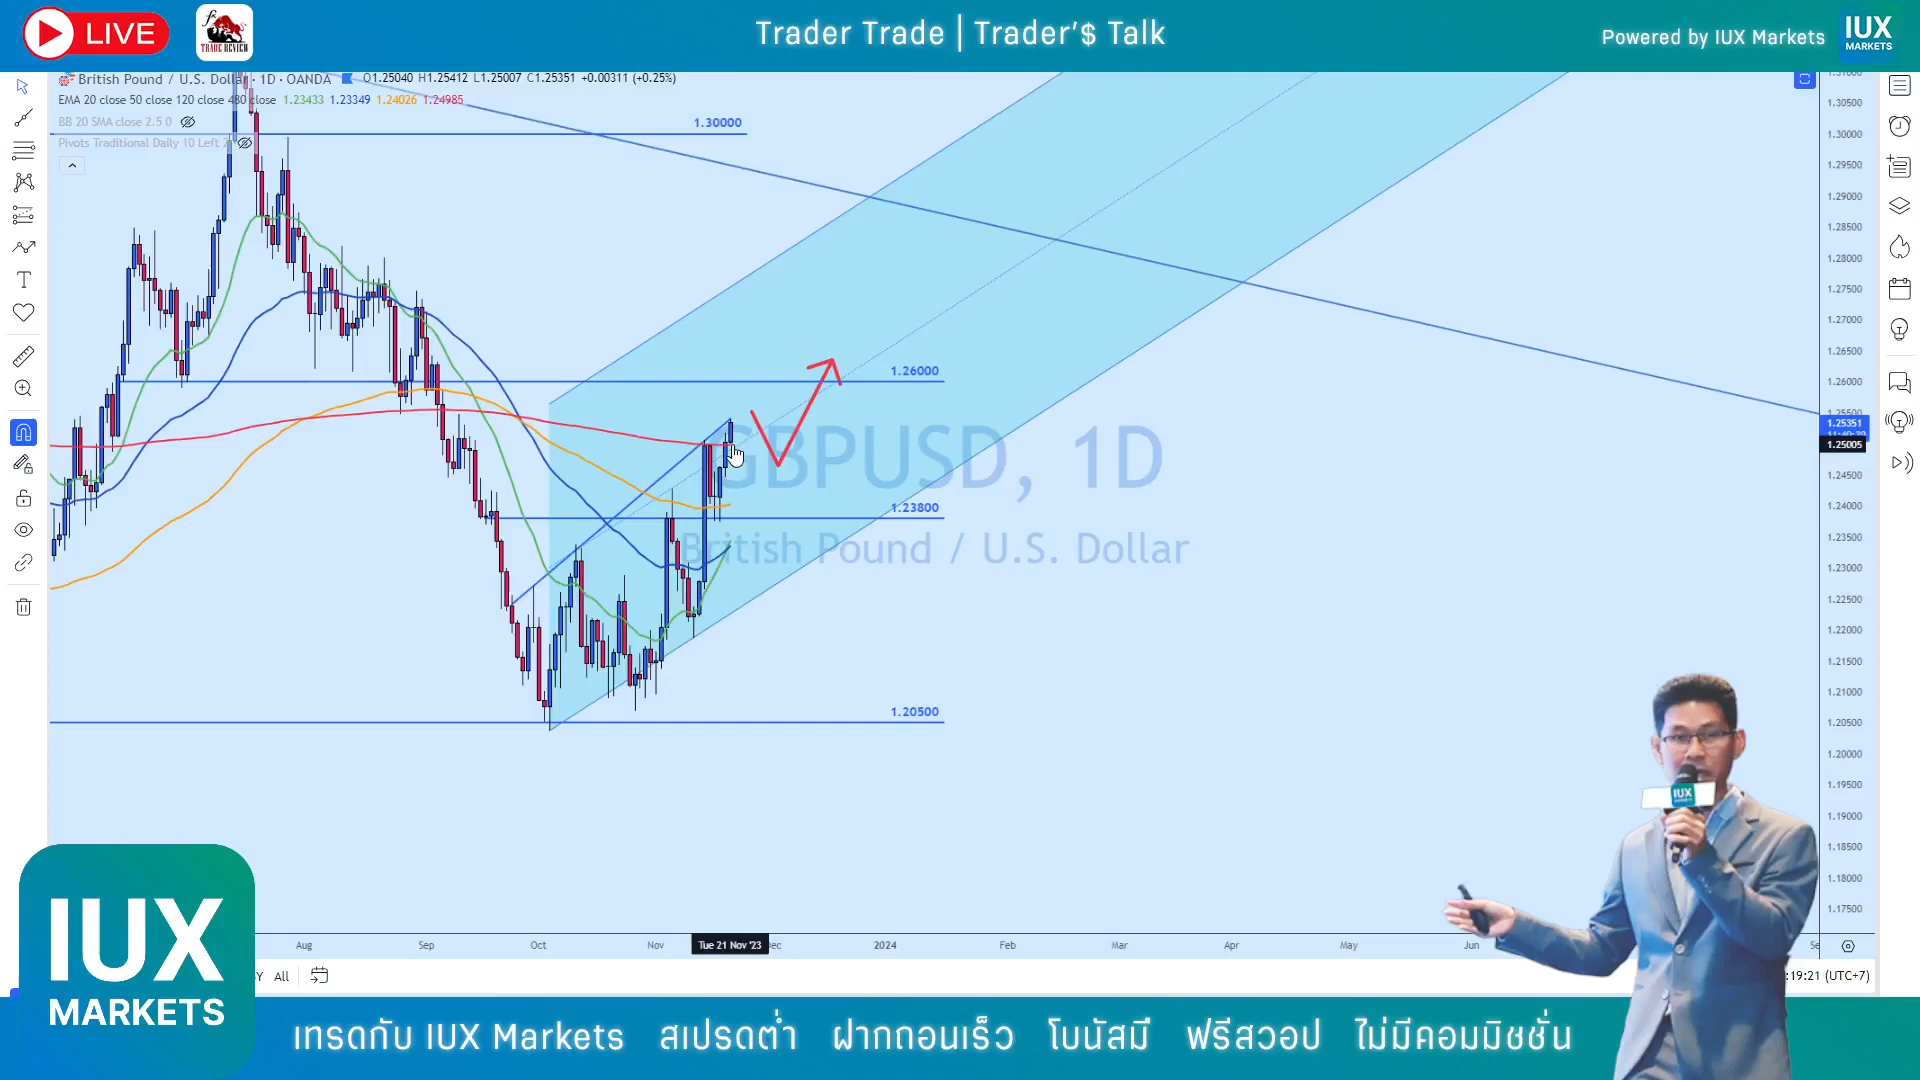 LIVE
fx
TRADE REVIEW
Trader Trade | Trader'$ Talk
Powered by IUX Markets
IUX
MARKETS
British Pound / U.S. Dollar · 1D · OANDA O1.25040 H1.25412 L1.25007 C1.25351 +0.00311 (+0.25%)
EMA 20 close 50 close 120 close 480 close 1.23433 1.23349 1.24026 1.24985
BB 20 SMA close 2.5 0
Pivots Traditional Daily 10 Left
1.30000
1.26000
1.23800
1.20500
GBPUSD, 1D
British Pound / U.S. Dollar
1.30500
1.30000
1.29500
1.29000
1.28500
1.28000
1.27500
1.27000
1.26500
1.26000
1.25351
1.25005
1.24500
1.24000
1.23500
1.23000
1.22500
1.22000
1.21500
1.21000
1.20500
1.20000
1.19500
1.19000
1.18500
1.18000
1.17500
Aug Sep Oct Nov Tue 21 Nov '23 2024 Feb Mar Apr May Jun
All
:19:21 (UTC+7)
IUX
IUX
MARKETS
เทรดกับ IUX Markets สเปรดต่ำ ฝากถอนเร็ว โบนัสมี ฟรีสวอป ไม่มีคอมมิชชั่น